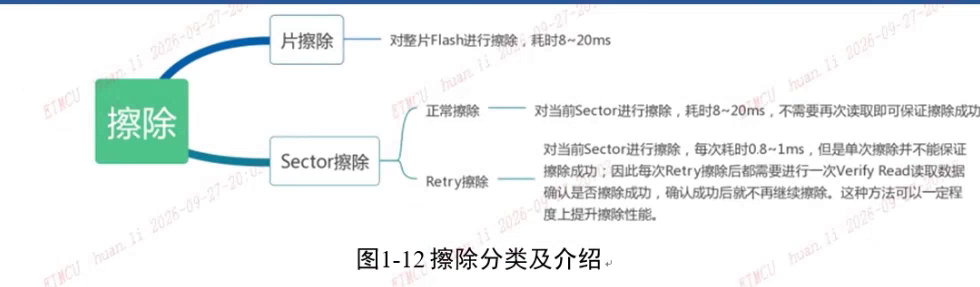 片擦除
对整片Flash进行擦除，耗时8~20ms
擦除
正常擦除
对当前Sector进行擦除，耗时8~20ms，不需要再次读取即可保证擦除成功
Sector擦除
Retry擦除
对当前Sector进行擦除，每次耗时0.8~1ms，但是单次擦除并不能保证
擦除成功；因此每次Retry擦除后都需要进行一次Verify Read读取数据
确认是否擦除成功，确认成功后就不再继续擦除。这种方法可以一定程
度上提升擦除性能。
图1-12 擦除分类及介绍